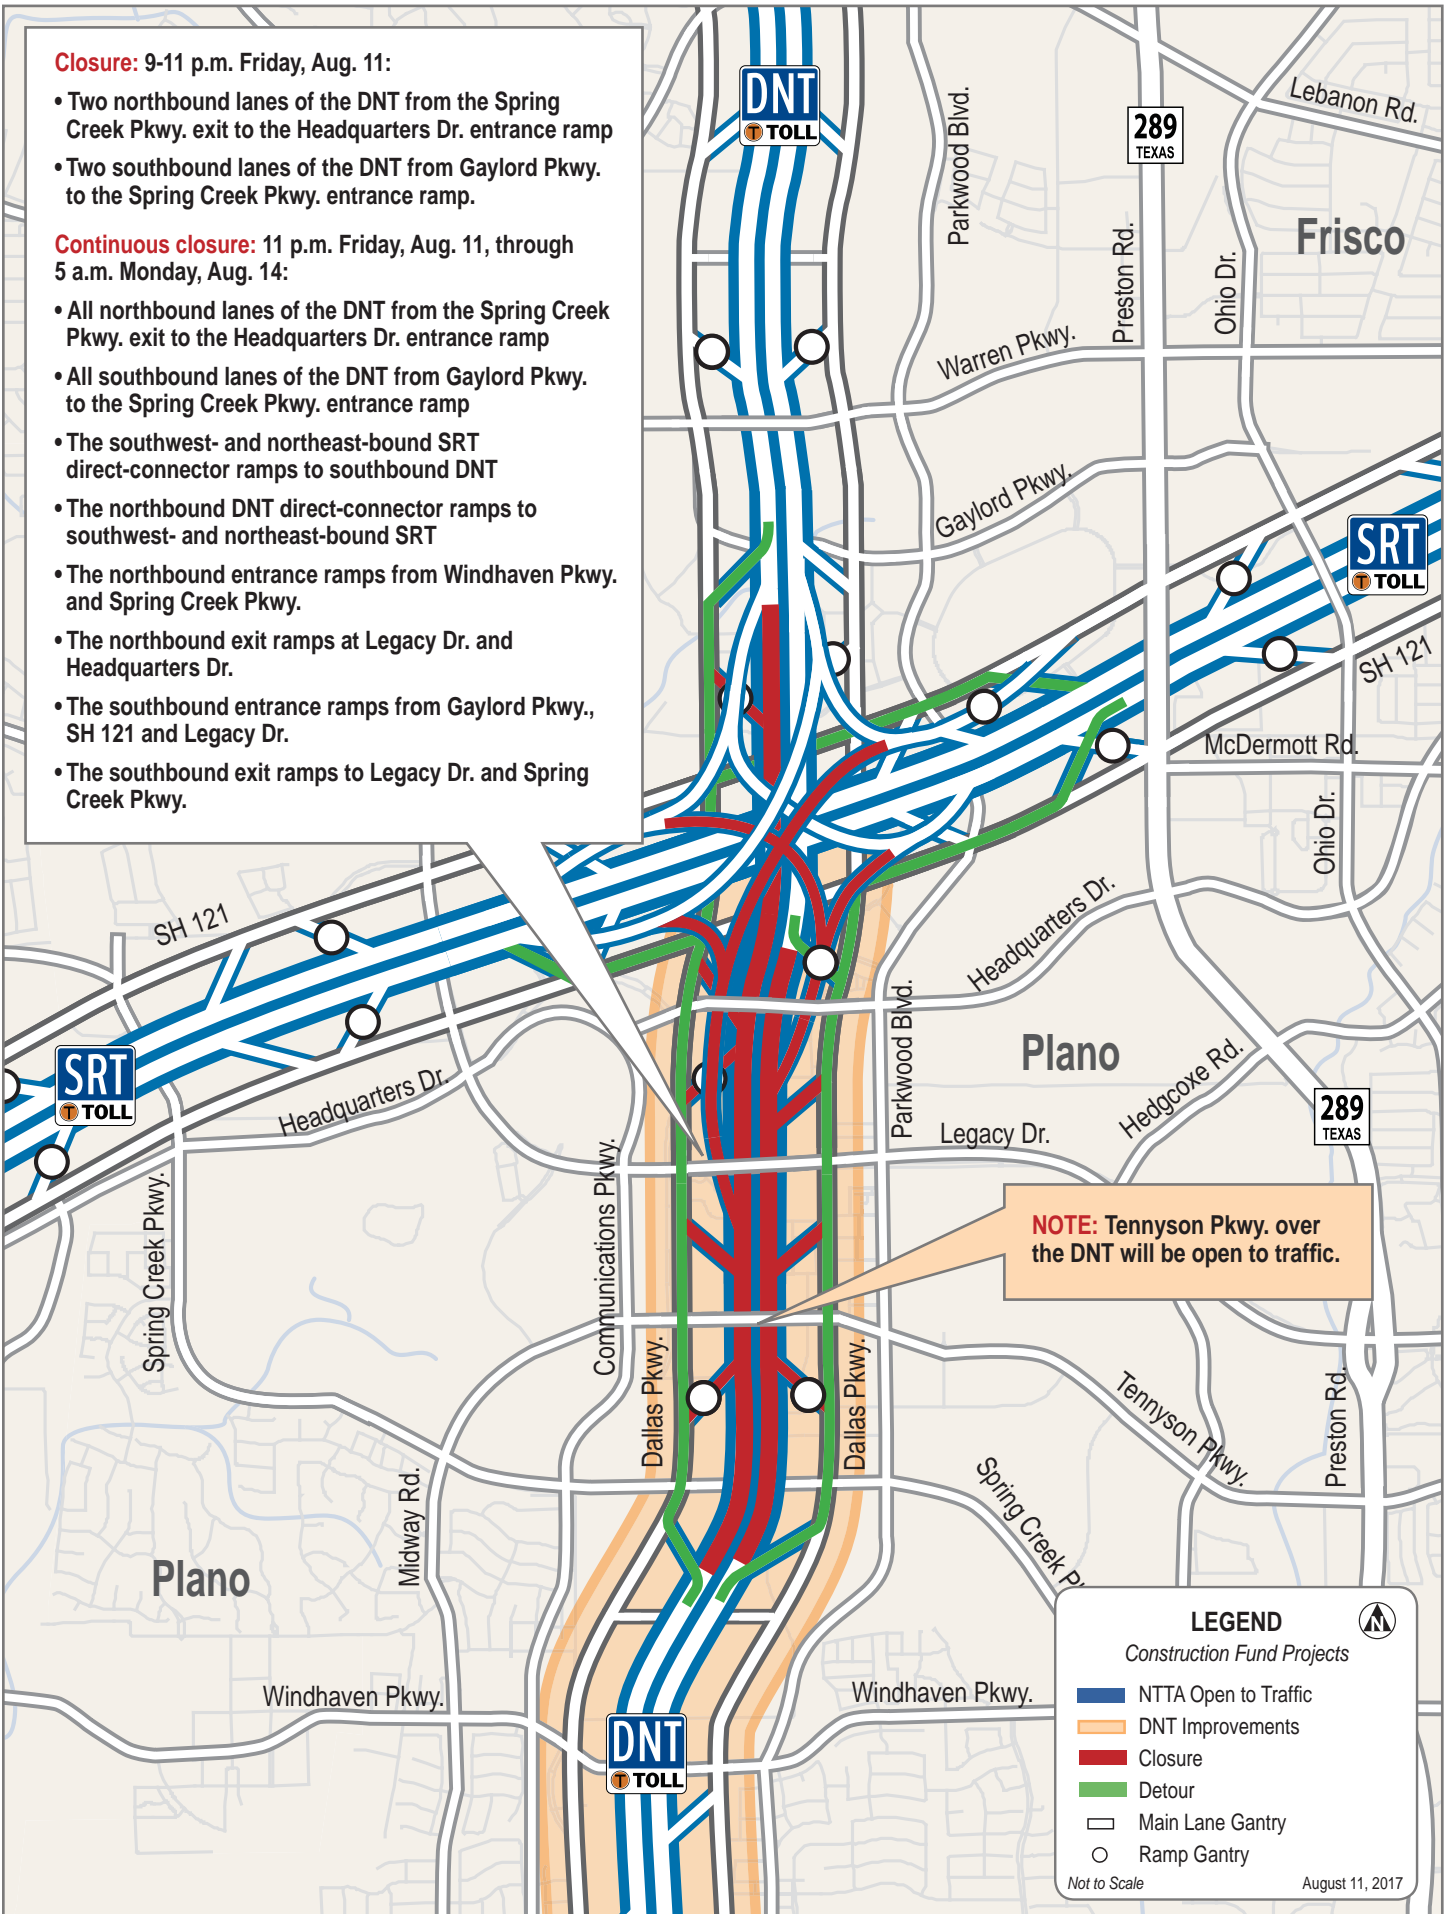 Closure: 9-11 p.m. Friday, Aug. 11:
• Two northbound lanes of the DNT from the Spring
Creek Pkwy. exit to the Headquarters Dr. entrance ramp
• Two southbound lanes of the DNT from Gaylord Pkwy.
to the Spring Creek Pkwy. entrance ramp.
Continuous closure: 11 p.m. Friday, Aug. 11, through
5 a.m. Monday, Aug. 14:
• All northbound lanes of the DNT from the Spring Creek
Pkwy. exit to the Headquarters Dr. entrance ramp
• All southbound lanes of the DNT from Gaylord Pkwy.
to the Spring Creek Pkwy. entrance ramp
• The southwest- and northeast-bound SRT
direct-connector ramps to southbound DNT
• The northbound DNT direct-connector ramps to
southwest- and northeast-bound SRT
• The northbound entrance ramps from Windhaven Pkwy.
and Spring Creek Pkwy.
• The northbound exit ramps at Legacy Dr. and
Headquarters Dr.
• The southbound entrance ramps from Gaylord Pkwy.,
SH 121 and Legacy Dr.
• The southbound exit ramps to Legacy Dr. and Spring
Creek Pkwy.
DNT
T TOLL
Parkwood Blvd.
289
TEXAS
Lebanon Rd.
Frisco
Preston Rd.
Ohio Dr.
Warren Pkwy.
Gaylord Pkwy.
SRT
T TOLL
SH 121
McDermott Rd.
Ohio Dr.
SH 121
Headquarters Dr.
Parkwood Blvd.
Plano
Hedgcoxe Rd.
SRT
T TOLL
Headquarters Dr.
289
TEXAS
Legacy Dr.
Spring Creek Pkwy.
Communications Pkwy.
NOTE: Tennyson Pkwy. over
the DNT will be open to traffic.
Dallas Pkwy.
Dallas Pkwy.
Tennyson Pkwy.
Preston Rd.
Midway Rd.
Spring Creek
Plano
Windhaven Pkwy.
Windhaven Pkwy.
DNT
T TOLL
LEGEND
N
Construction Fund Projects
NTTA Open to Traffic
DNT Improvements
Closure
Detour
Main Lane Gantry
Ramp Gantry
Not to Scale
August 11, 2017